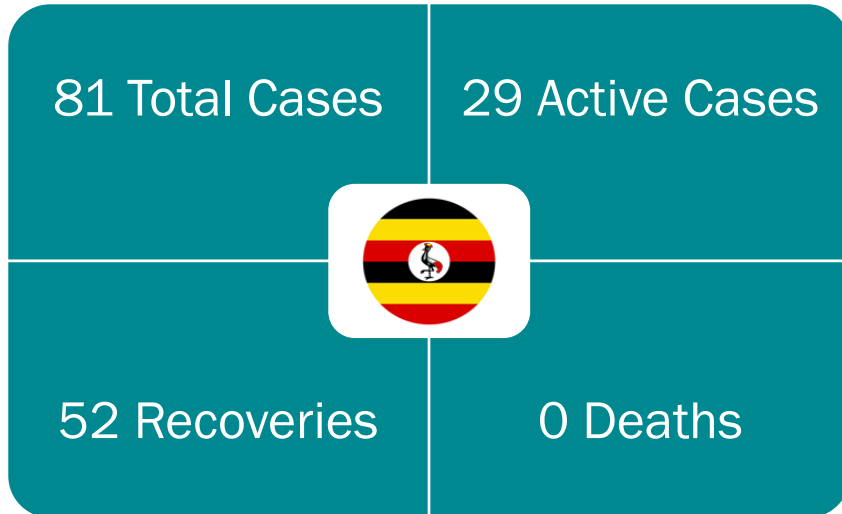 81 Total Cases
29 Active Cases
52 Recoveries
0 Deaths